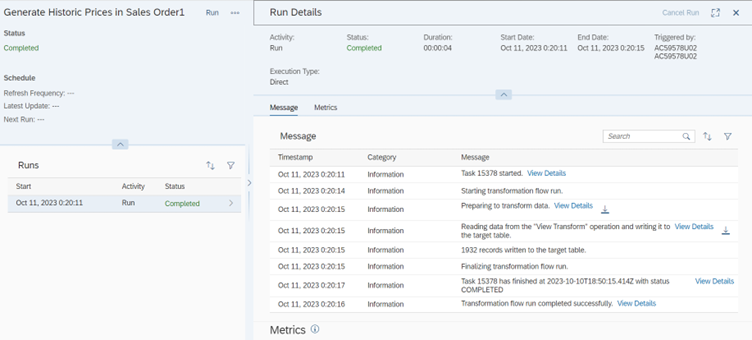 Generate Historic Prices in Sales Order1 Run
Status
Completed
Schedule
Refresh Frequency: ---
Latest Update: ---
Next Run: ---
Runs
Start Activity Status
Oct 11, 2023 0:20:11 Run Completed
Run Details Cancel Run
Activity: Status: Duration: Start Date: End Date: Triggered by:
Run Completed 00:00:04 Oct 11, 2023 0:20:11 Oct 11, 2023 0:20:15 AC59578U02
AC59578U02
Execution Type:
Direct
Message Metrics
Message Search
Timestamp Category Message
Oct 11, 2023 0:20:11 Information Task 15378 started. View Details
Oct 11, 2023 0:20:14 Information Starting transformation flow run.
Oct 11, 2023 0:20:15 Information Preparing to transform data. View Details
Oct 11, 2023 0:20:15 Information Reading data from the "View Transform" operation and writing it to View Details
the target table.
Oct 11, 2023 0:20:15 Information 1932 records written to the target table.
Oct 11, 2023 0:20:15 Information Finalizing transformation flow run.
Oct 11, 2023 0:20:17 Information Task 15378 has finished at 2023-10-10T18:50:15.414Z with status View Details
COMPLETED
Oct 11, 2023 0:20:16 Information Transformation flow run completed successfully. View Details
Metrics